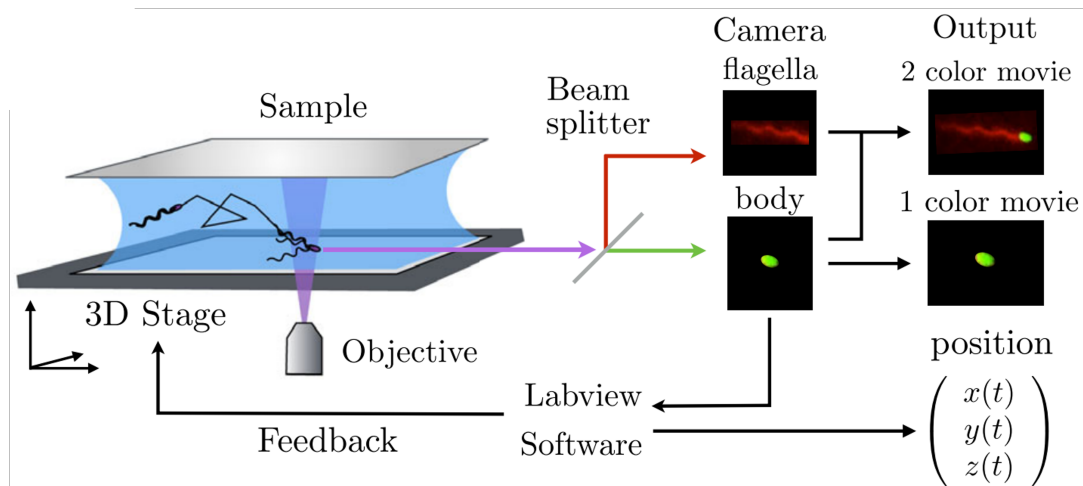 Camera
Output
flagella
2 color movie
Beam
splitter
Sample
body
1 color movie
3D Stage
Objective
position
Labview
Software
Feedback
x(t)
y(t)
z(t)